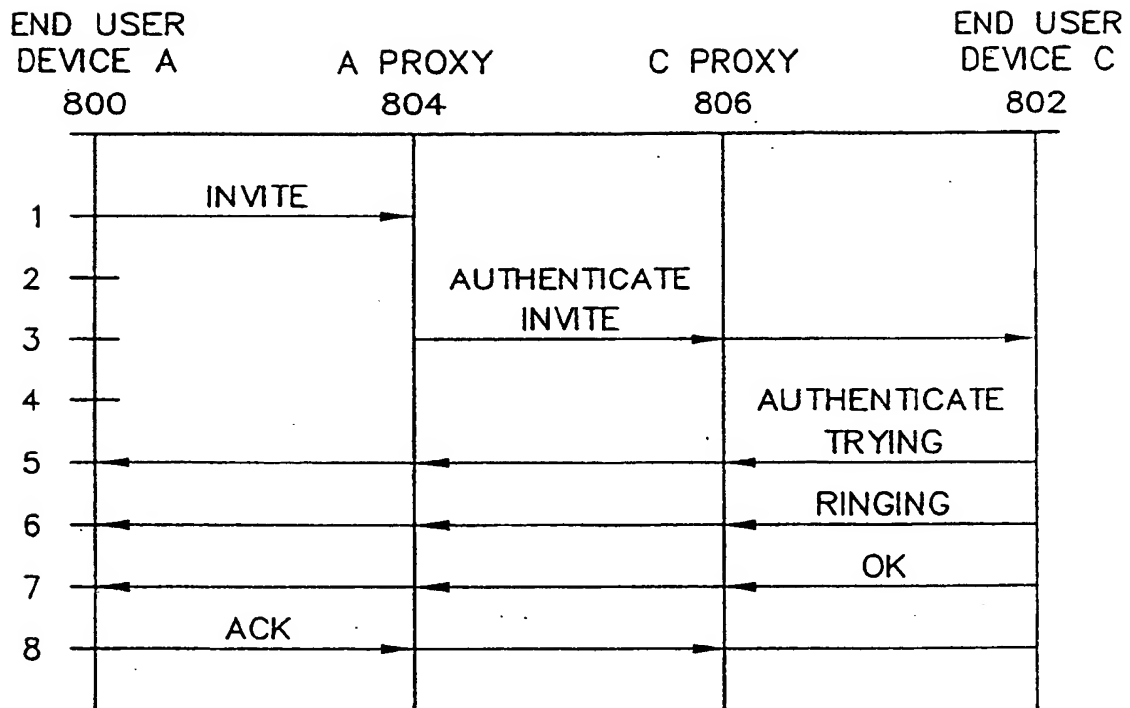 END USER
DEVICE A
800
A PROXY
804
C PROXY
806
END USER
DEVICE C
802
1
INVITE
2
AUTHENTICATE
3
INVITE
4
AUTHENTICATE
5
TRYING
6
RINGING
7
OK
8
ACK